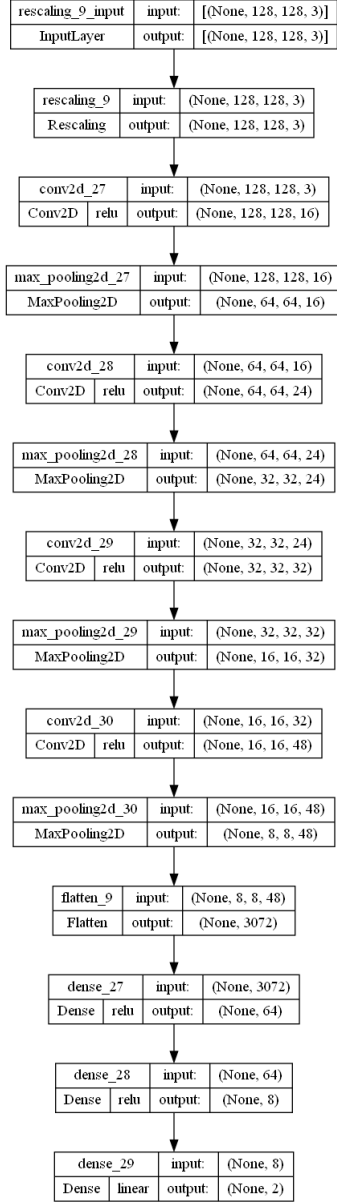 rescaling_9_input input: [(None, 128, 128, 3)]
InputLayer output: [(None, 128, 128, 3)]
rescaling_9 input: (None, 128, 128, 3)
Rescaling output: (None, 128, 128, 3)
conv2d_27 input: (None, 128, 128, 3)
Conv2D relu output: (None, 128, 128, 16)
max_pooling2d_27 input: (None, 128, 128, 16)
MaxPooling2D output: (None, 64, 64, 16)
conv2d_28 input: (None, 64, 64, 16)
Conv2D relu output: (None, 64, 64, 24)
max_pooling2d_28 input: (None, 64, 64, 24)
MaxPooling2D output: (None, 32, 32, 24)
conv2d_29 input: (None, 32, 32, 24)
Conv2D relu output: (None, 32, 32, 32)
max_pooling2d_29 input: (None, 32, 32, 32)
MaxPooling2D output: (None, 16, 16, 32)
conv2d_30 input: (None, 16, 16, 32)
Conv2D relu output: (None, 16, 16, 48)
max_pooling2d_30 input: (None, 16, 16, 48)
MaxPooling2D output: (None, 8, 8, 48)
flatten_9 input: (None, 8, 8, 48)
Flatten output: (None, 3072)
dense_27 input: (None, 3072)
Dense relu output: (None, 64)
dense_28 input: (None, 64)
Dense relu output: (None, 8)
dense_29 input: (None, 8)
Dense linear output: (None, 2)